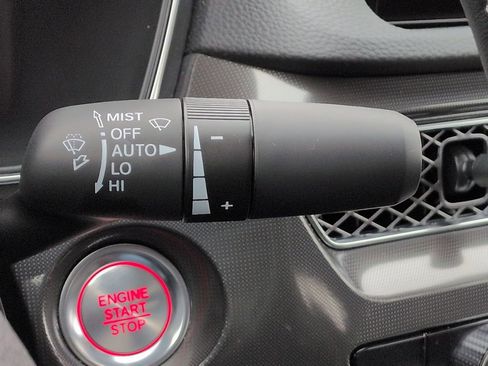 MIST
OFF
AUTO
LO
HI
-
+
ENGINE
START
STOP